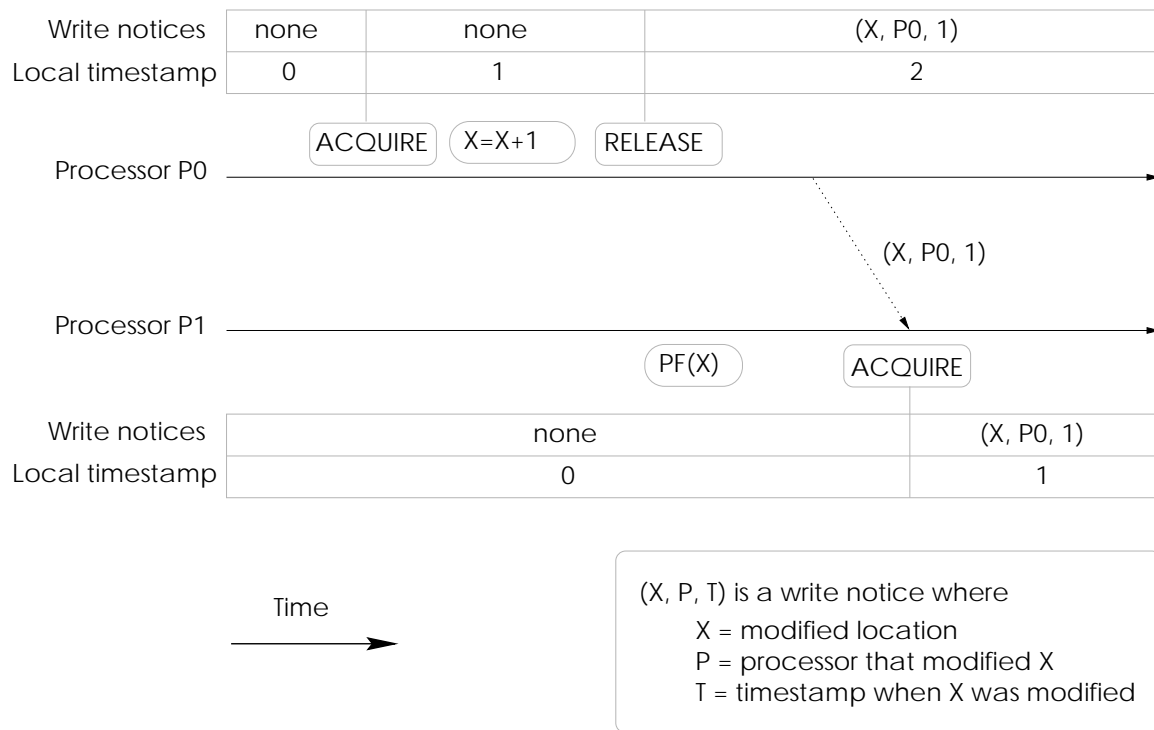 Write notices none none (X, P0, 1)
Local timestamp 0 1 2
ACQUIRE X=X+1 RELEASE
Processor P0
(X, P0, 1)
Processor P1
PF(X) ACQUIRE
Write notices none (X, P0, 1)
Local timestamp 0 1
Time
(X, P, T) is a write notice where
X = modified location
P = processor that modified X
T = timestamp when X was modified